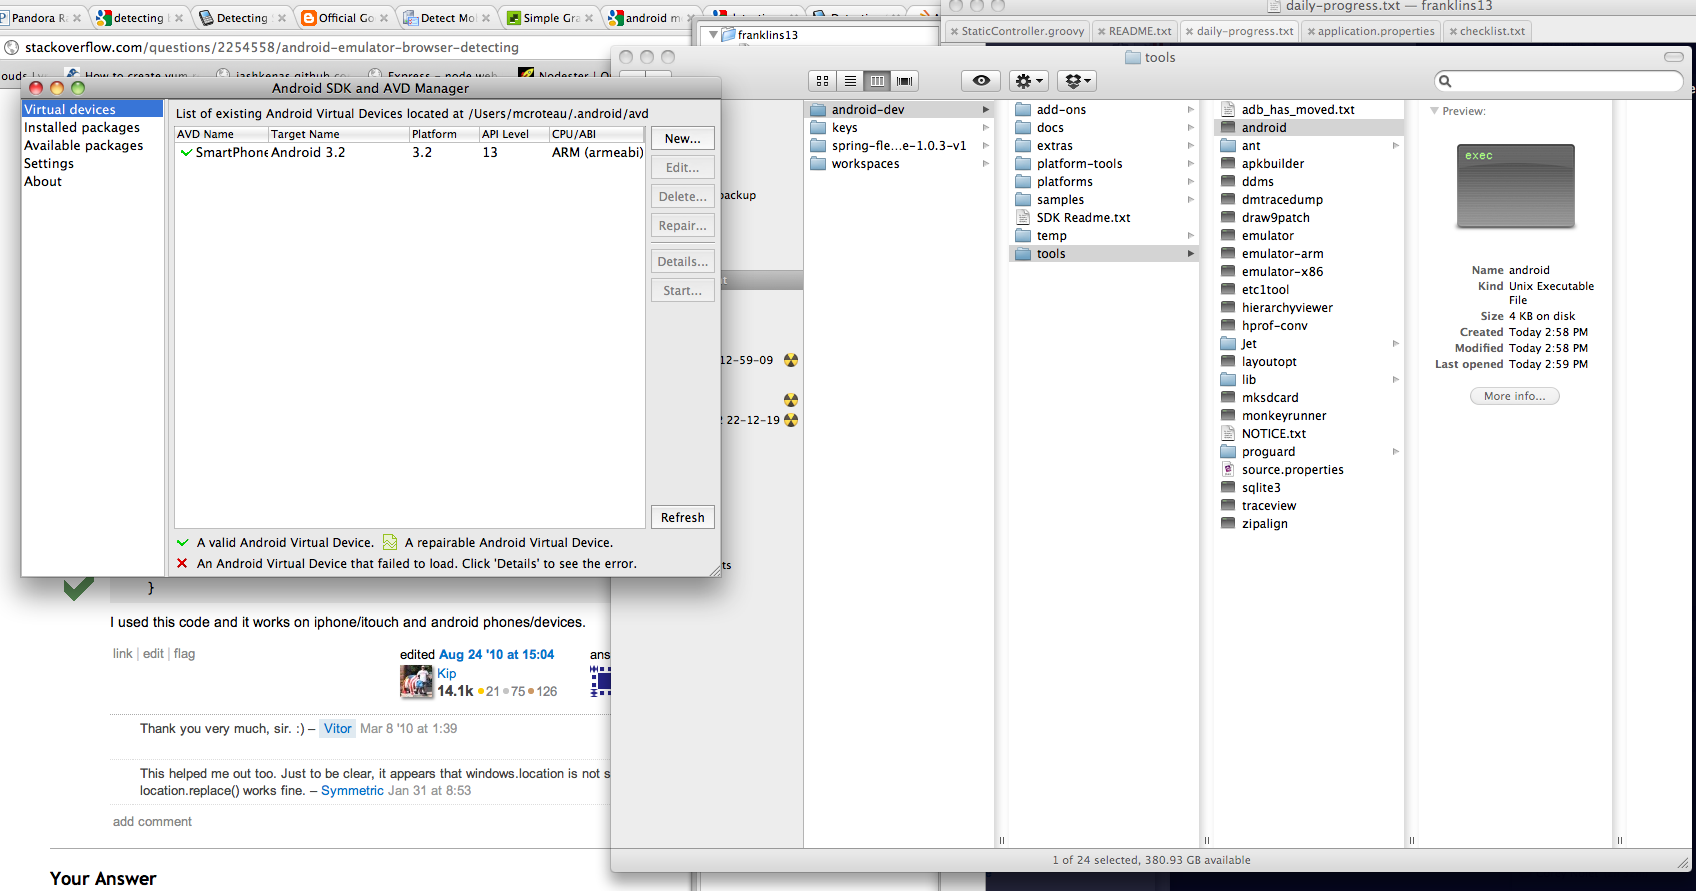 Pandora Ra
detecting
Detecting
Official Go
Detect Mo
Simple Gra
android m
daily-progress.txt — franklins13
stackoverflow.com/questions/2254558/android-emulator-browser-detecting
franklins13
StaticController.groovy
README.txt
daily-progress.txt
application.properties
checklist.txt
How to create
tools
Android SDK and AVD Manager
Virtual devices
Installed packages
Available packages
Settings
About
List of existing Android Virtual Devices located at /Users/mcroteau/.android/avd
AVD Name Target Name Platform API Level CPU/ABI
SmartPhone Android 3.2 3.2 13 ARM (armeabi)
New...
Edit...
Delete...
Repair...
Details...
Start...
Refresh
A valid Android Virtual Device. A repairable Android Virtual Device.
An Android Virtual Device that failed to load. Click 'Details' to see the error.
backup
12-59-09
22-12-19
ts
android-dev
keys
spring-fle...e-1.0.3-v1
workspaces
add-ons
docs
extras
platform-tools
platforms
samples
SDK Readme.txt
temp
tools
adb_has_moved.txt
android
ant
apkbuilder
ddms
dmtracedump
draw9patch
emulator
emulator-arm
emulator-x86
etc1tool
hierarchyviewer
hprof-conv
Jet
layoutopt
lib
mksdcard
monkeyrunner
NOTICE.txt
proguard
source.properties
sqlite3
traceview
zipalign
Preview:
exec
Name android
Kind Unix Executable
File
Size 4 KB on disk
Created Today 2:58 PM
Modified Today 2:58 PM
Last opened Today 2:59 PM
More info...
1 of 24 selected, 380.93 GB available
}
I used this code and it works on iphone/itouch and android phones/devices.
link | edit | flag
edited Aug 24 '10 at 15:04
ans
Kip
14.1k 21 75 126
Thank you very much, sir. :) – Vitor Mar 8 '10 at 1:39
This helped me out too. Just to be clear, it appears that windows.location is not s
location.replace() works fine. – Symmetric Jan 31 at 8:53
add comment
Your Answer